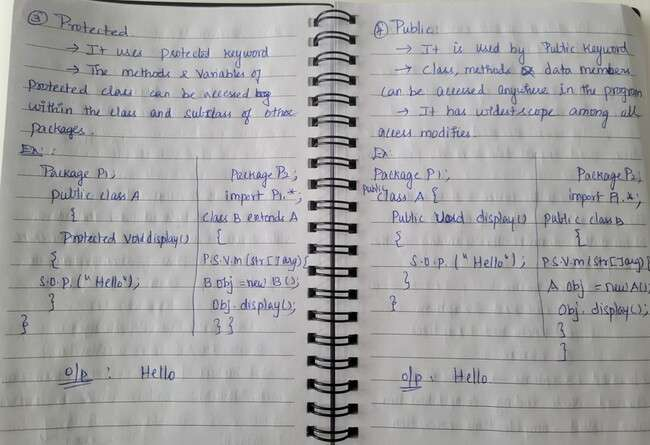 ③ Protected
→ It uses protected keyword
→ The methods & Variables of
protected class can be accessed
within the class and subclass of other
packages.
Ex:
Package P1;
public class A
{
Protected void display()
{
S.O.P. ("Hello");
}
}
Package P2;
import P1.*;
Class B extends A
{
P.S.V.m (str[]arg) {
B obj = new B();
Obj. display();
} }
o/p : Hello
④ Public:
→ It is used by Public Keyword
→ Class, methods & data member
Can be accessed anywhere in the program
→ It has widest scope among all
access modifies
Ex:
Package P1;
public class A {
Public void display()
{
S.O.P. ("Hello");
}
}
Package P2;
import P1.*;
public class B
{
P.S.V.m (str[]arg) {
A obj = new A();
Obj. display();
}
}
o/p : Hello